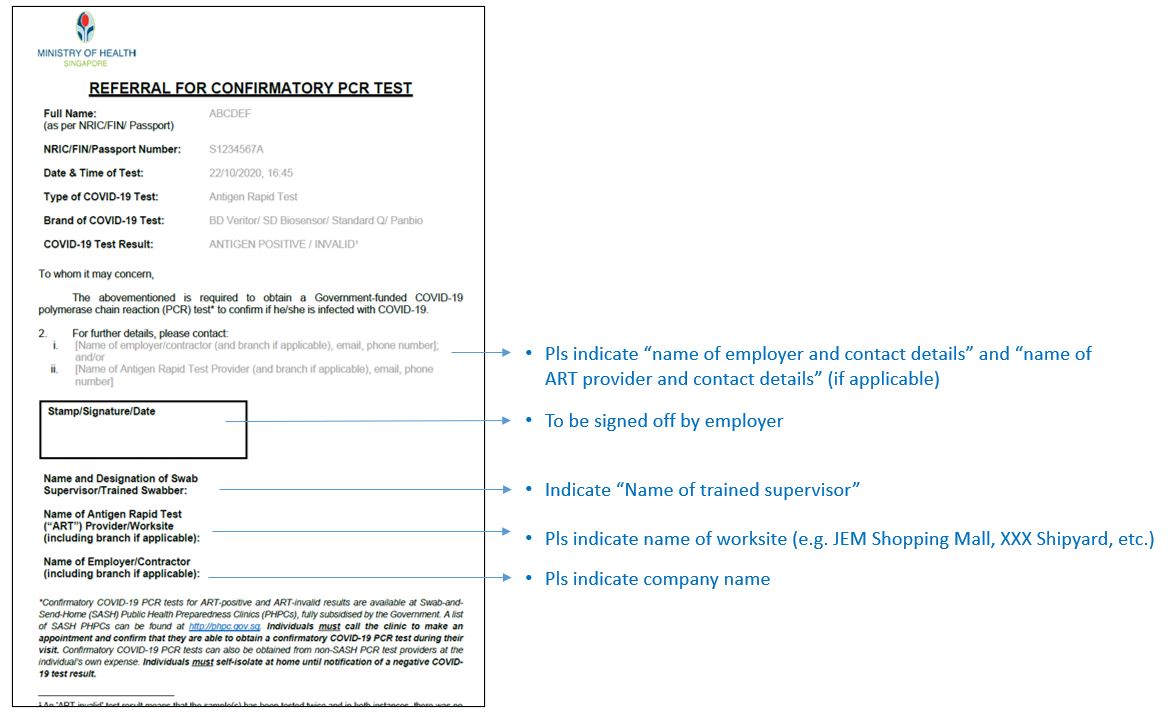 MINISTRY OF HEALTH
SINGAPORE
REFERRAL FOR CONFIRMATORY PCR TEST
Full Name: ABCDEF
(as per NRIC/FIN/ Passport)
NRIC/FIN/Passport Number: S1234567A
Date & Time of Test: 22/10/2020, 16:45
Type of COVID-19 Test: Antigen Rapid Test
Brand of COVID-19 Test: BD Veritor/ SD Biosensor/ Standard Q/ Panbio
COVID-19 Test Result: ANTIGEN POSITIVE / INVALID¹
To whom it may concern,
The abovementioned is required to obtain a Government-funded COVID-19
polymerase chain reaction (PCR) test* to confirm if he/she is infected with COVID-19.
2. For further details, please contact:
i. [Name of employer/contractor (and branch if applicable), email, phone number];
and/or
ii. [Name of Antigen Rapid Test Provider (and branch if applicable), email, phone
number]
Stamp/Signature/Date
Name and Designation of Swab
Supervisor/Trained Swabber:
Name of Antigen Rapid Test
("ART") Provider/Worksite
(including branch if applicable):
Name of Employer/Contractor
(including branch if applicable):
*Confirmatory COVID-19 PCR tests for ART-positive and ART-invalid results are available at Swab-and-
Send-Home (SASH) Public Health Preparedness Clinics (PHPCs), fully subsidised by the Government. A list
of SASH PHPCs can be found at http://phpc.gov.sg. Individuals must call the clinic to make an
appointment and confirm that they are able to obtain a confirmatory COVID-19 PCR test during their
visit. Confirmatory COVID-19 PCR tests can also be obtained from non-SASH PCR test providers at the
individual's own expense. Individuals must self-isolate at home until notification of a negative COVID-
19 test result.
¹ An 'ART invalid' test result means that the sample(s) has been tested twice and in both instances, there was no
• Pls indicate “name of employer and contact details” and “name of
ART provider and contact details” (if applicable)
• To be signed off by employer
• Indicate “Name of trained supervisor”
• Pls indicate name of worksite (e.g. JEM Shopping Mall, XXX Shipyard, etc.)
• Pls indicate company name